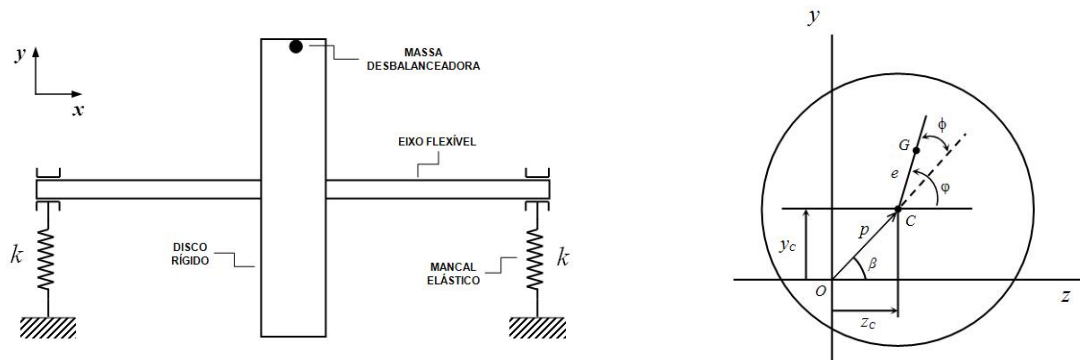 y
x
MASSA
DESBALANCEADORA
EIXO FLEXÍVEL
k
DISCO
RÍGIDO
MANCAL
ELÁSTICO
k
y
ϕ
G
e
φ
C
p
y_C
β
O
z
z_C